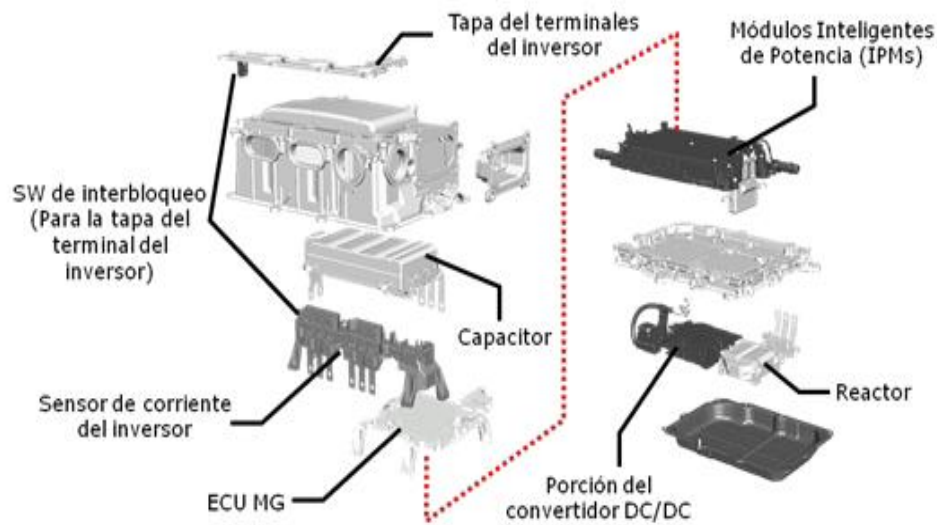 Tapa del terminales
del inversor
Módulos Inteligentes
de Potencia (IPMs)
SW de interbloqueo
(Para la tapa del
terminal del
inversor)
Capacitor
Sensor de corriente
del inversor
Reactor
ECU MG
Porción del
convertidor DC/DC